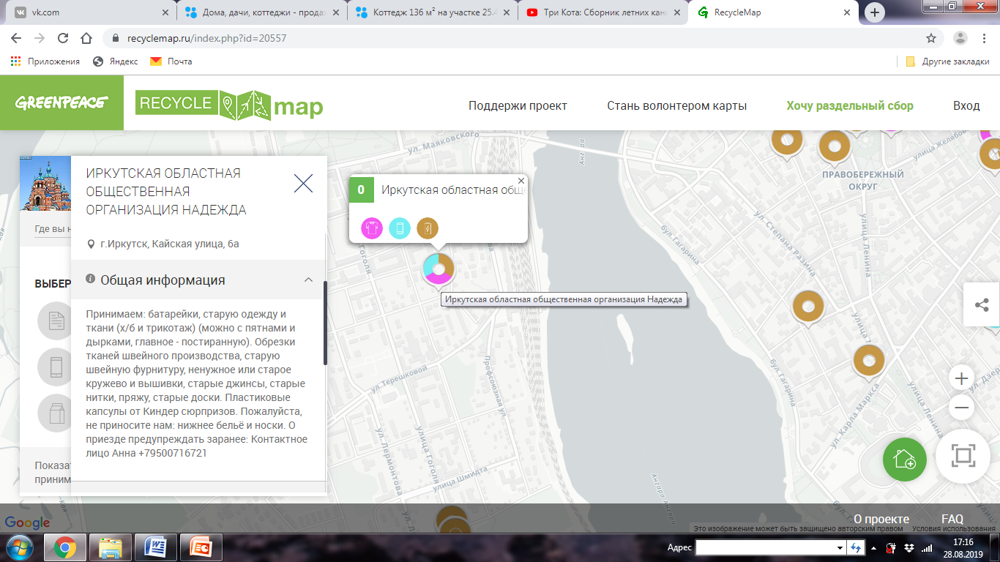 vk.com
Дома, дачи, коттеджи - прода
Коттедж 136 м² на участке 25.
Три Кота: Сборник летних кан
RecycleMap
recyclemap.ru/index.php?id=20557
Приложения
Яндекс
Почта
Другие закладки
GREENPEACE
RECYCLE map
Поддержи проект
Стань волонтером карты
Хочу раздельный сбор
Вход
ИРКУТСКАЯ ОБЛАСТНАЯ
ОБЩЕСТВЕННАЯ
ОРГАНИЗАЦИЯ НАДЕЖДА
Где вы н
г.Иркутск, Кайская улица, 6а
ВЫБЕР
Общая информация
Принимаем: батарейки, старую одежду и
ткани (х/б и трикотаж) (можно с пятнами и
дырками, главное - постиранную). Обрезки
тканей швейного производства, старую
швейную фурнитуру, ненужное или старое
кружево и вышивки, старые джинсы, старые
нитки, пряжу, старые доски. Пластиковые
капсулы от Киндер сюрпризов. Пожалуйста,
не приносите нам: нижнее бельё и носки. О
приезде предупреждать заранее: Контактное
лицо Анна +79500716721
Показат
приним
0
Иркутская областная общ
Иркутская областная общественная организация Надежда
ул. Маяковского
Ангара
ПРАВОБЕРЕЖНЫЙ
ОКРУГ
улица Желябов
бул. Гагарина
ул. Степана Разина
улица Ленина
Гоголя
ул. Терешковой
Профсоюзная ул.
ул. Лермонтова
улица Шмидта
бул. Гагарина
ул. Карла Маркса
ул. Дзер
Ангара
Ангара
Кая
Google
О проекте
FAQ
Это изображение может быть защищено авторским правом
Условия использования
Адрес
17:16
28.08.2019